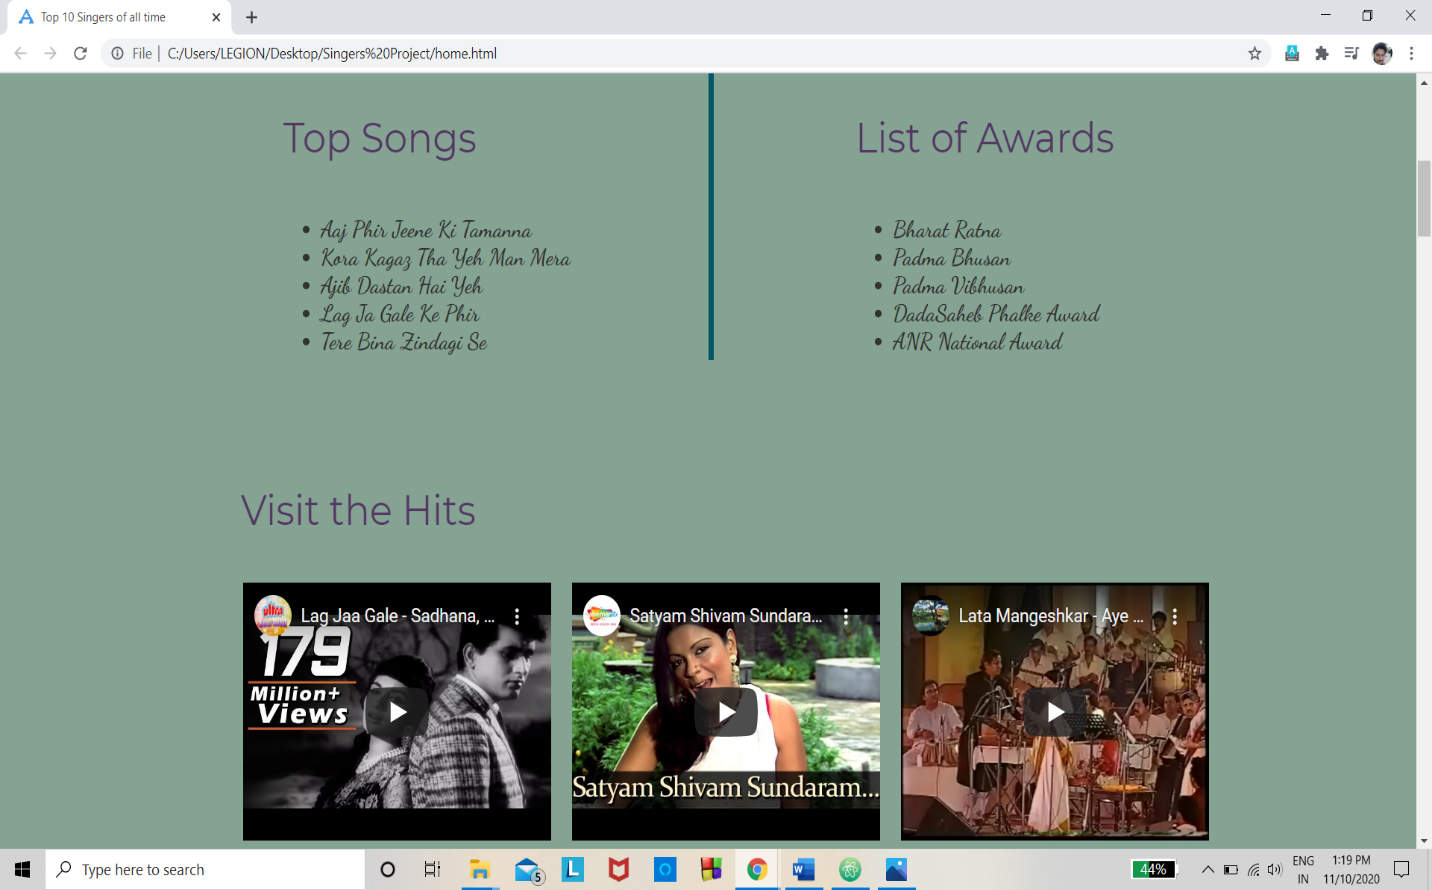 Top 10 Singers of all time
File | C:/Users/LEGION/Desktop/Singers%20Project/home.html
Top Songs
Aaj Phir Jeene Ki Tamanna
Kora Kagaz Tha Yeh Man Mera
Ajib Dastan Hai Yeh
Lag Ja Gale Ke Phir
Tere Bina Zindagi Se
List of Awards
Bharat Ratna
Padma Bhusan
Padma Vibhusan
DadaSaheb Phalke Award
ANR National Award
Visit the Hits
Lag Jaa Gale - Sadhana, ...
179
Million+
Views
Satyam Shivam Sundara...
Satyam Shivam Sundaram...
Lata Mangeshkar - Aye ...
Type here to search
5
L
44%
ENG
IN
1:19 PM
11/10/2020